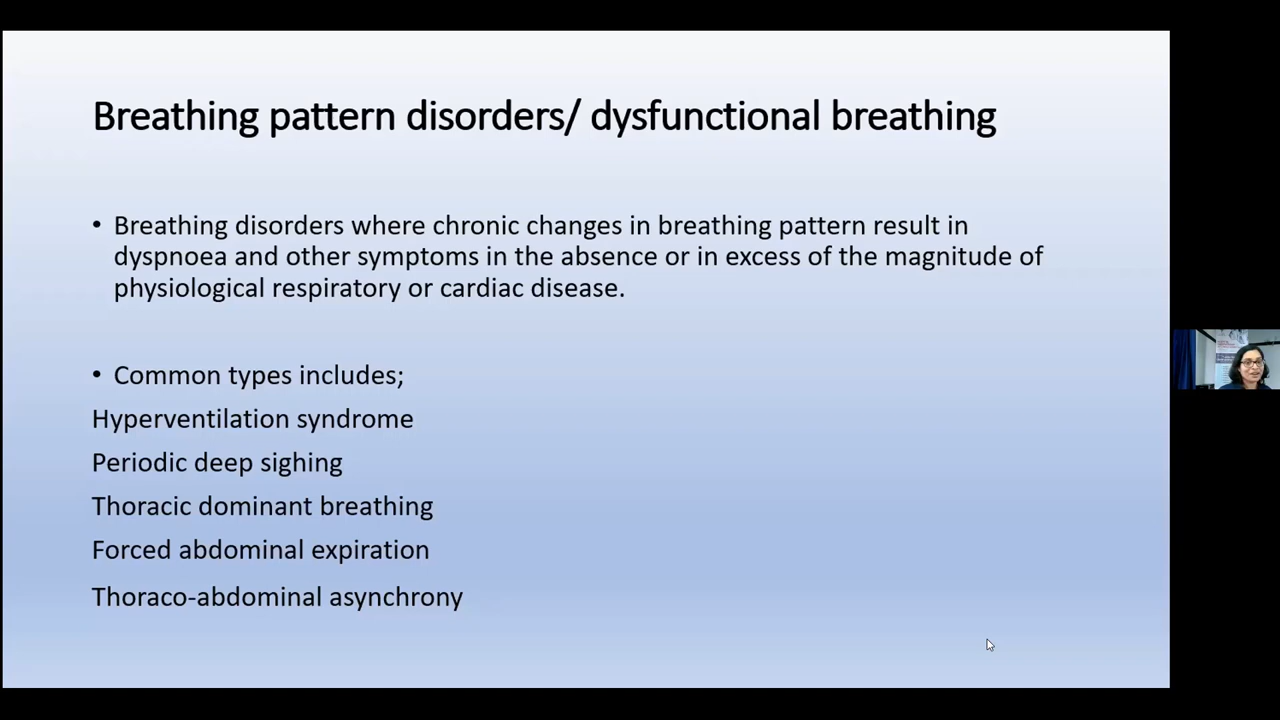 Breathing pattern disorders/ dysfunctional breathing
• Breathing disorders where chronic changes in breathing pattern result in
dyspnoea and other symptoms in the absence or in excess of the magnitude of
physiological respiratory or cardiac disease.
• Common types includes;
Hyperventilation syndrome
Periodic deep sighing
Thoracic dominant breathing
Forced abdominal expiration
Thoraco-abdominal asynchrony